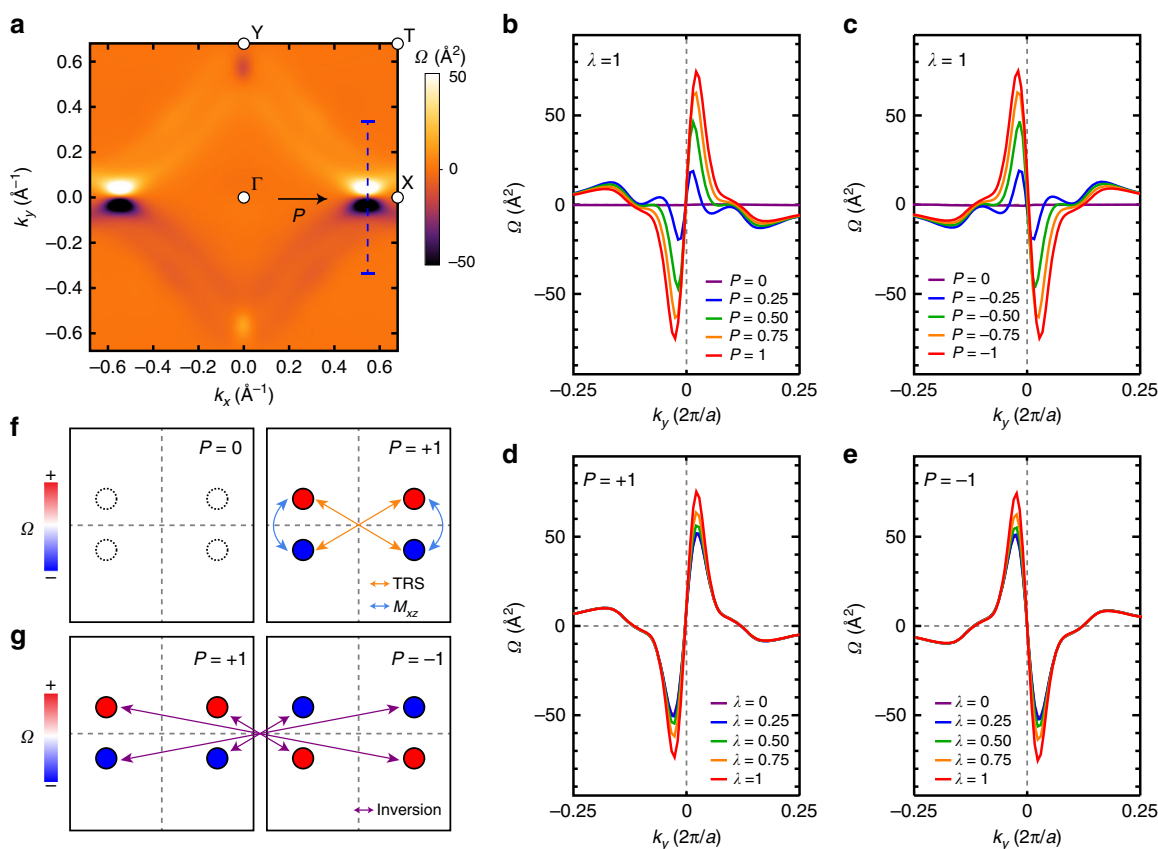 a
Y
T
Ω (Å²)
50
0
−50
0.6
0.4
0.2
0.0
−0.2
−0.4
−0.6
k_y (Å⁻¹)
Γ
X
P
−0.6 −0.4 −0.2 0.0 0.2 0.4 0.6
k_x (Å⁻¹)
b
λ =1
50
0
−50
Ω (Å²)
P = 0
P = 0.25
P = 0.50
P = 0.75
P = 1
−0.25 0 0.25
k_y (2π/a)
c
λ = 1
50
0
−50
Ω (Å²)
P = 0
P = −0.25
P = −0.50
P = −0.75
P = −1
−0.25 0 0.25
k_y (2π/a)
f
P = 0
P = +1
+
Ω
−
TRS
M_xz
g
P = +1
P = −1
+
Ω
−
Inversion
d
P = +1
50
0
−50
Ω (Å²)
λ = 0
λ = 0.25
λ = 0.50
λ = 0.75
λ =1
−0.25 0 0.25
k_y (2π/a)
e
P = −1
50
0
−50
Ω (Å²)
λ = 0
λ = 0.25
λ = 0.50
λ = 0.75
λ = 1
−0.25 0 0.25
k_y (2π/a)